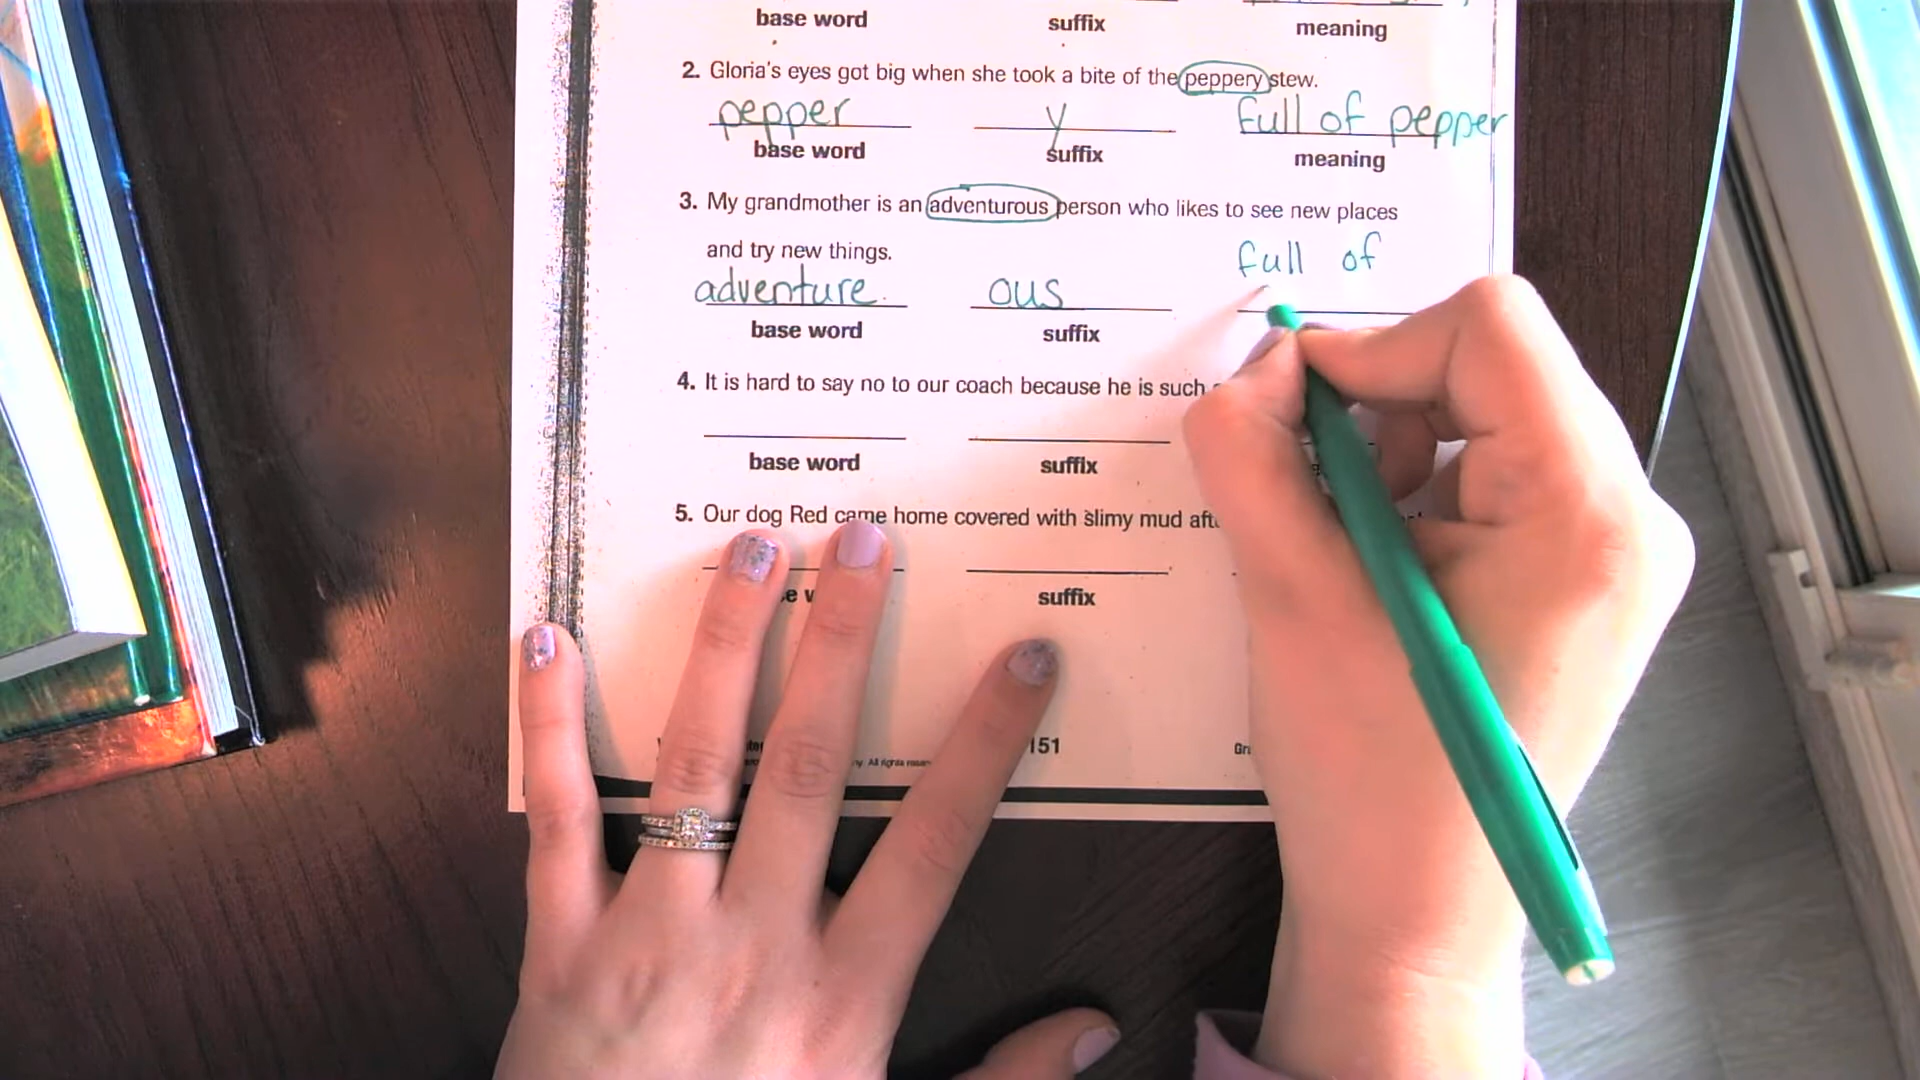 base word suffix meaning
2. Gloria's eyes got big when she took a bite of the peppery stew.
pepper y full of pepper
base word suffix meaning
3. My grandmother is an adventurous person who likes to see new places
and try new things.
full of
adventure ous
base word suffix
4. It is hard to say no to our coach because he is such
base word suffix
5. Our dog Red came home covered with slimy mud
suffix
151
All rights